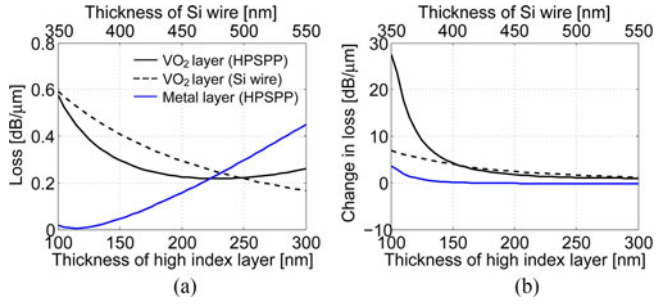 Thickness of Si wire [nm]
350 400 450 500 550
0.8
0.6
0.4
0.2
0
Loss [dB/μm]
VO2 layer (HPSPP)
VO2 layer (Si wire)
Metal layer (HPSPP)
100 150 200 250 300
Thickness of high index layer [nm]
(a)
Thickness of Si wire [nm]
350 400 450 500 550
30
20
10
0
−10
Change in loss [dB/μm]
100 150 200 250 300
Thickness of high index layer [nm]
(b)